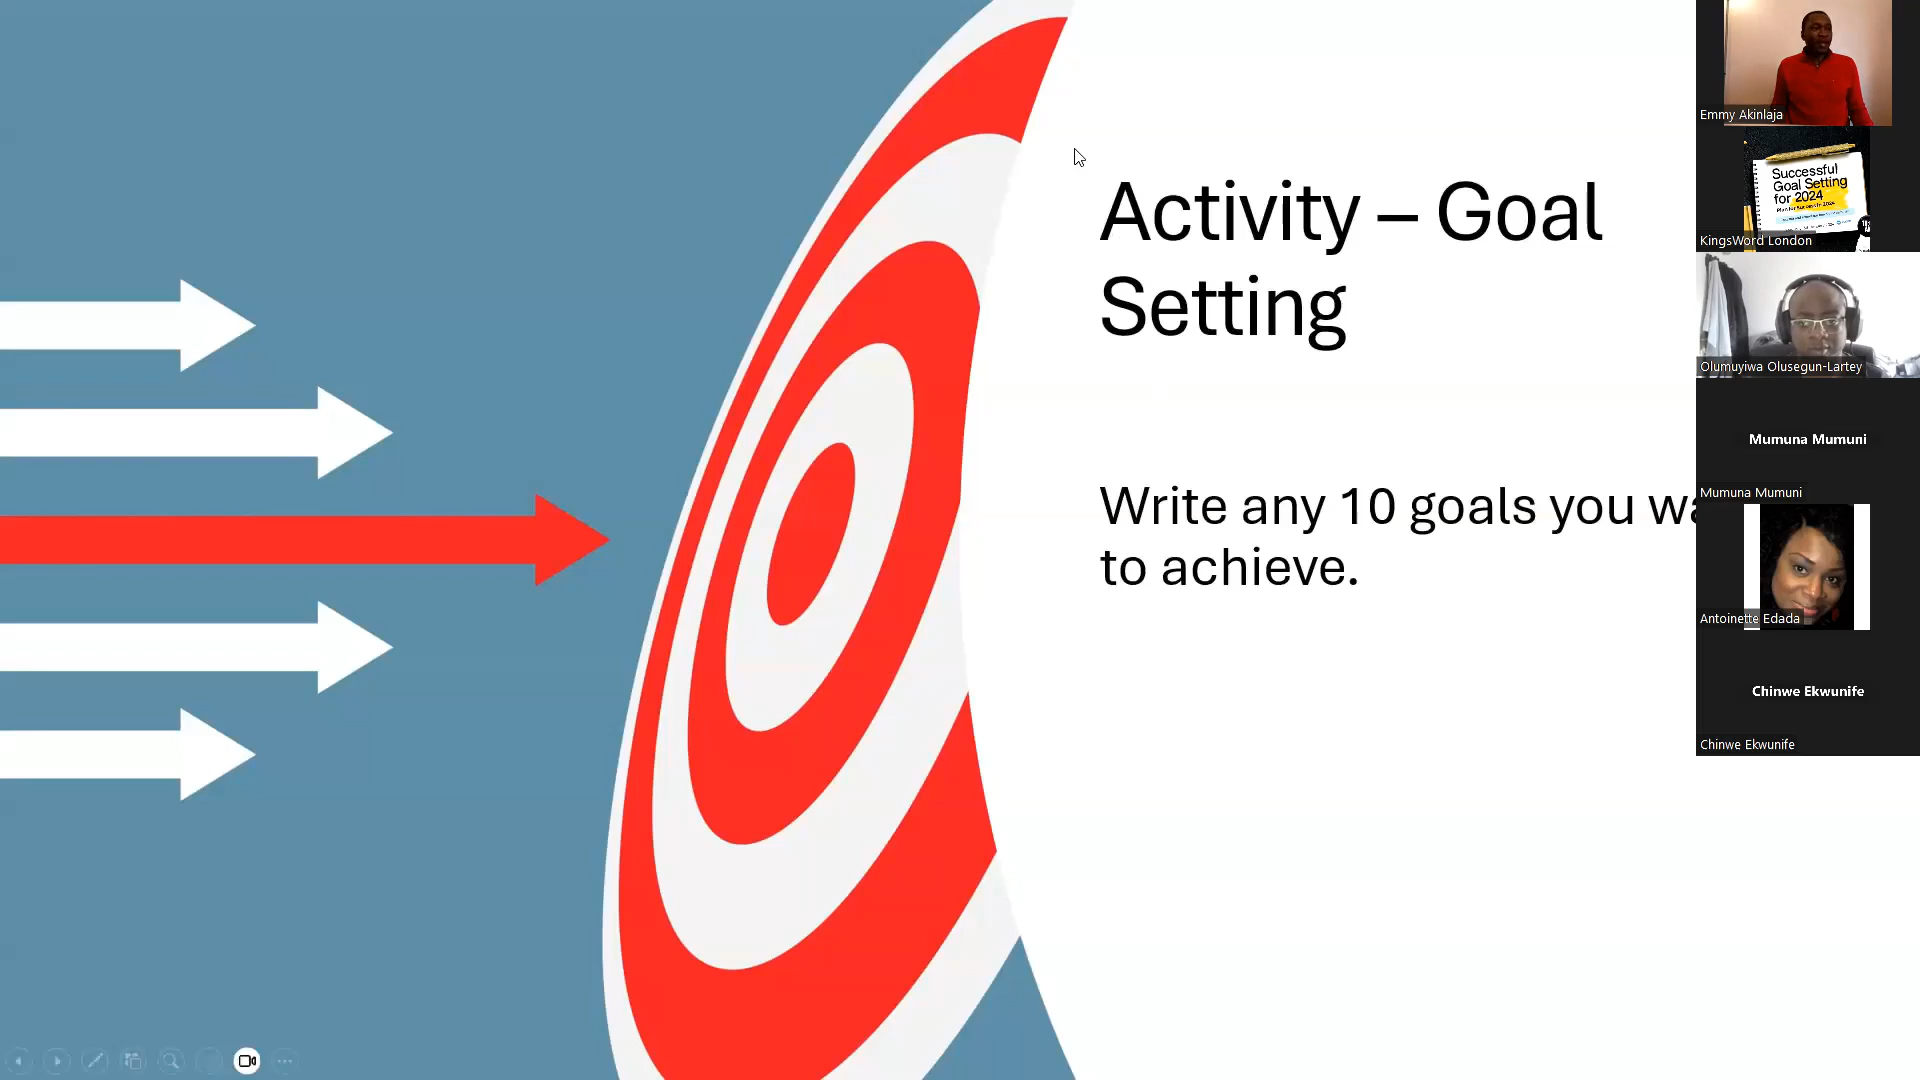 Activity – Goal
Setting
Write any 10 goals you
to achieve.
Emmy Akinlaja
Successful
Goal Setting
for 2024
KingsWord London
Olumuyiwa Olusegun-Lartey
Mumuna Mumuni
Mumuna Mumuni
Antoinette Edada
Chinwe Ekwunife
Chinwe Ekwunife